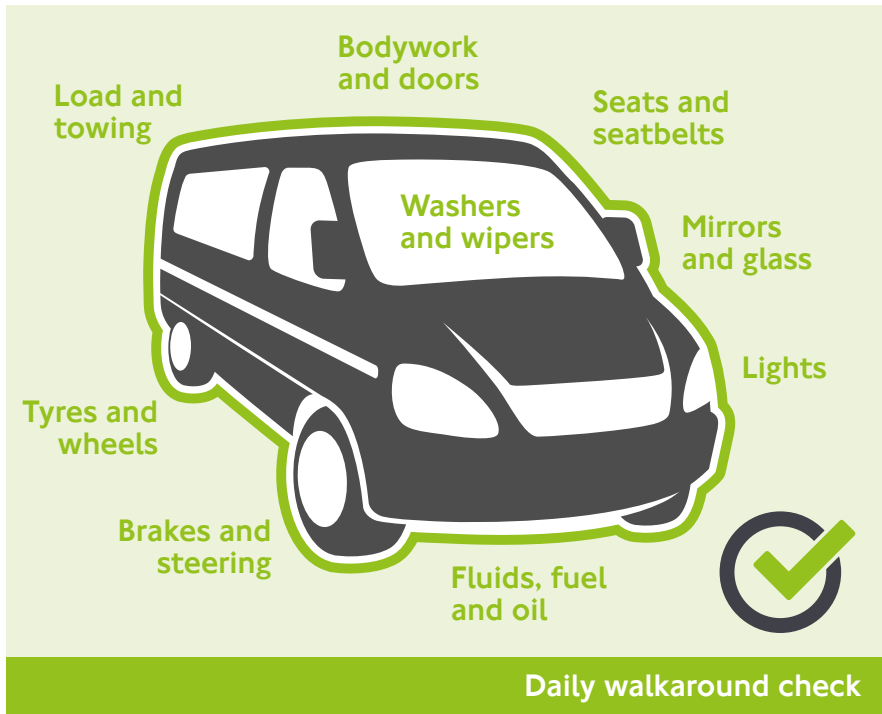 Bodywork
and doors
Load and
towing
Seats and
seatbelts
Washers
and wipers
Mirrors
and glass
Lights
Tyres and
wheels
Brakes and
steering
Fluids, fuel
and oil
Daily walkaround check